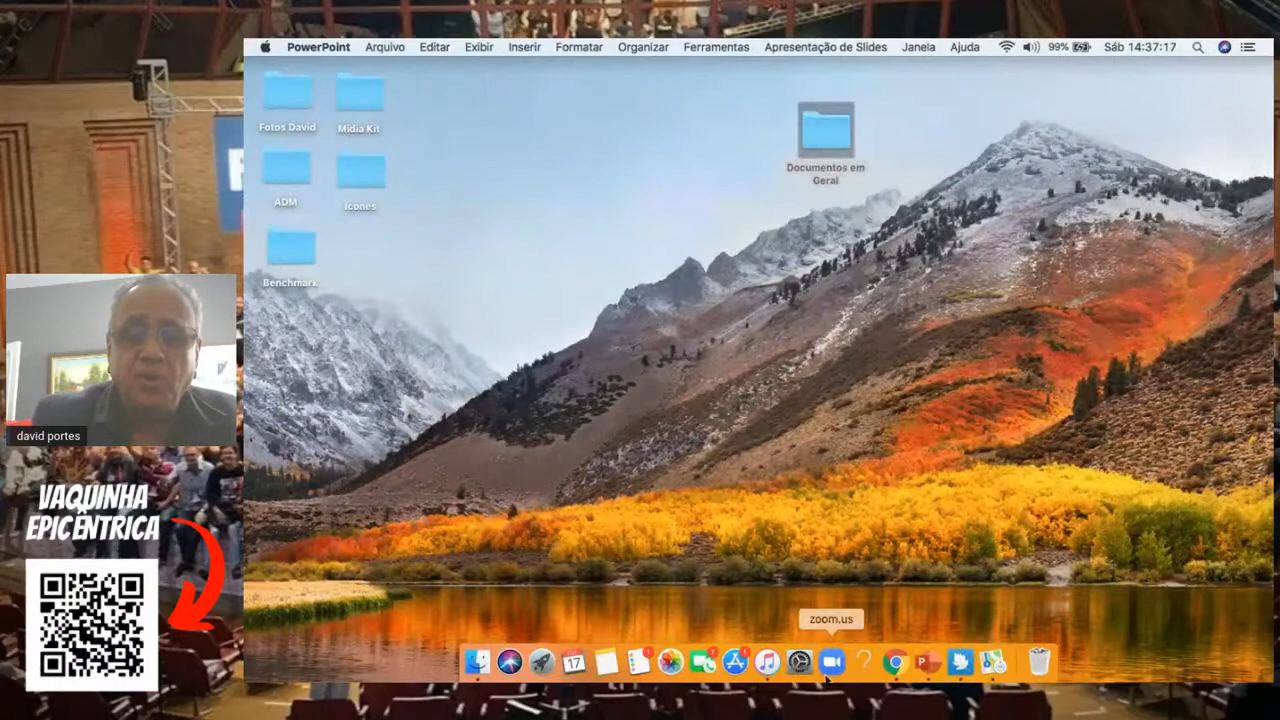 PowerPoint Arquivo Editar Exibir Inserir Formatar Organizar Ferramentas Apresentação de Slides Janela Ajuda 99% Sáb 14:37:17
Fotos David
Mídia Kit
Documentos em
Geral
ADM
Icones
Benchmark
david portes
VAQUINHA
EPICÊNTRICA
zoom.us
17